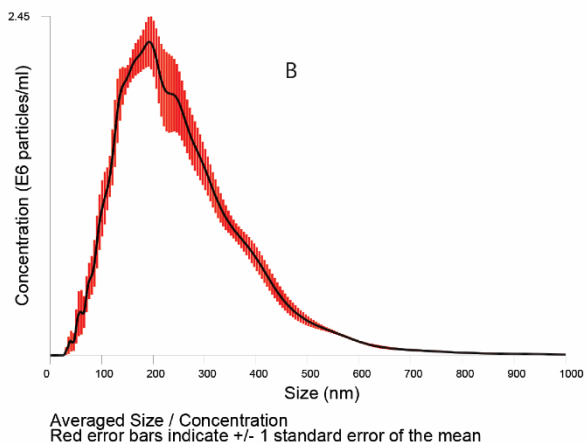 2.45
B
Concentration (E6 particles/ml)
0
0
100
200
300
400
500
600
700
800
900
1000
Size (nm)
Averaged Size / Concentration
Red error bars indicate +/- 1 standard error of the mean